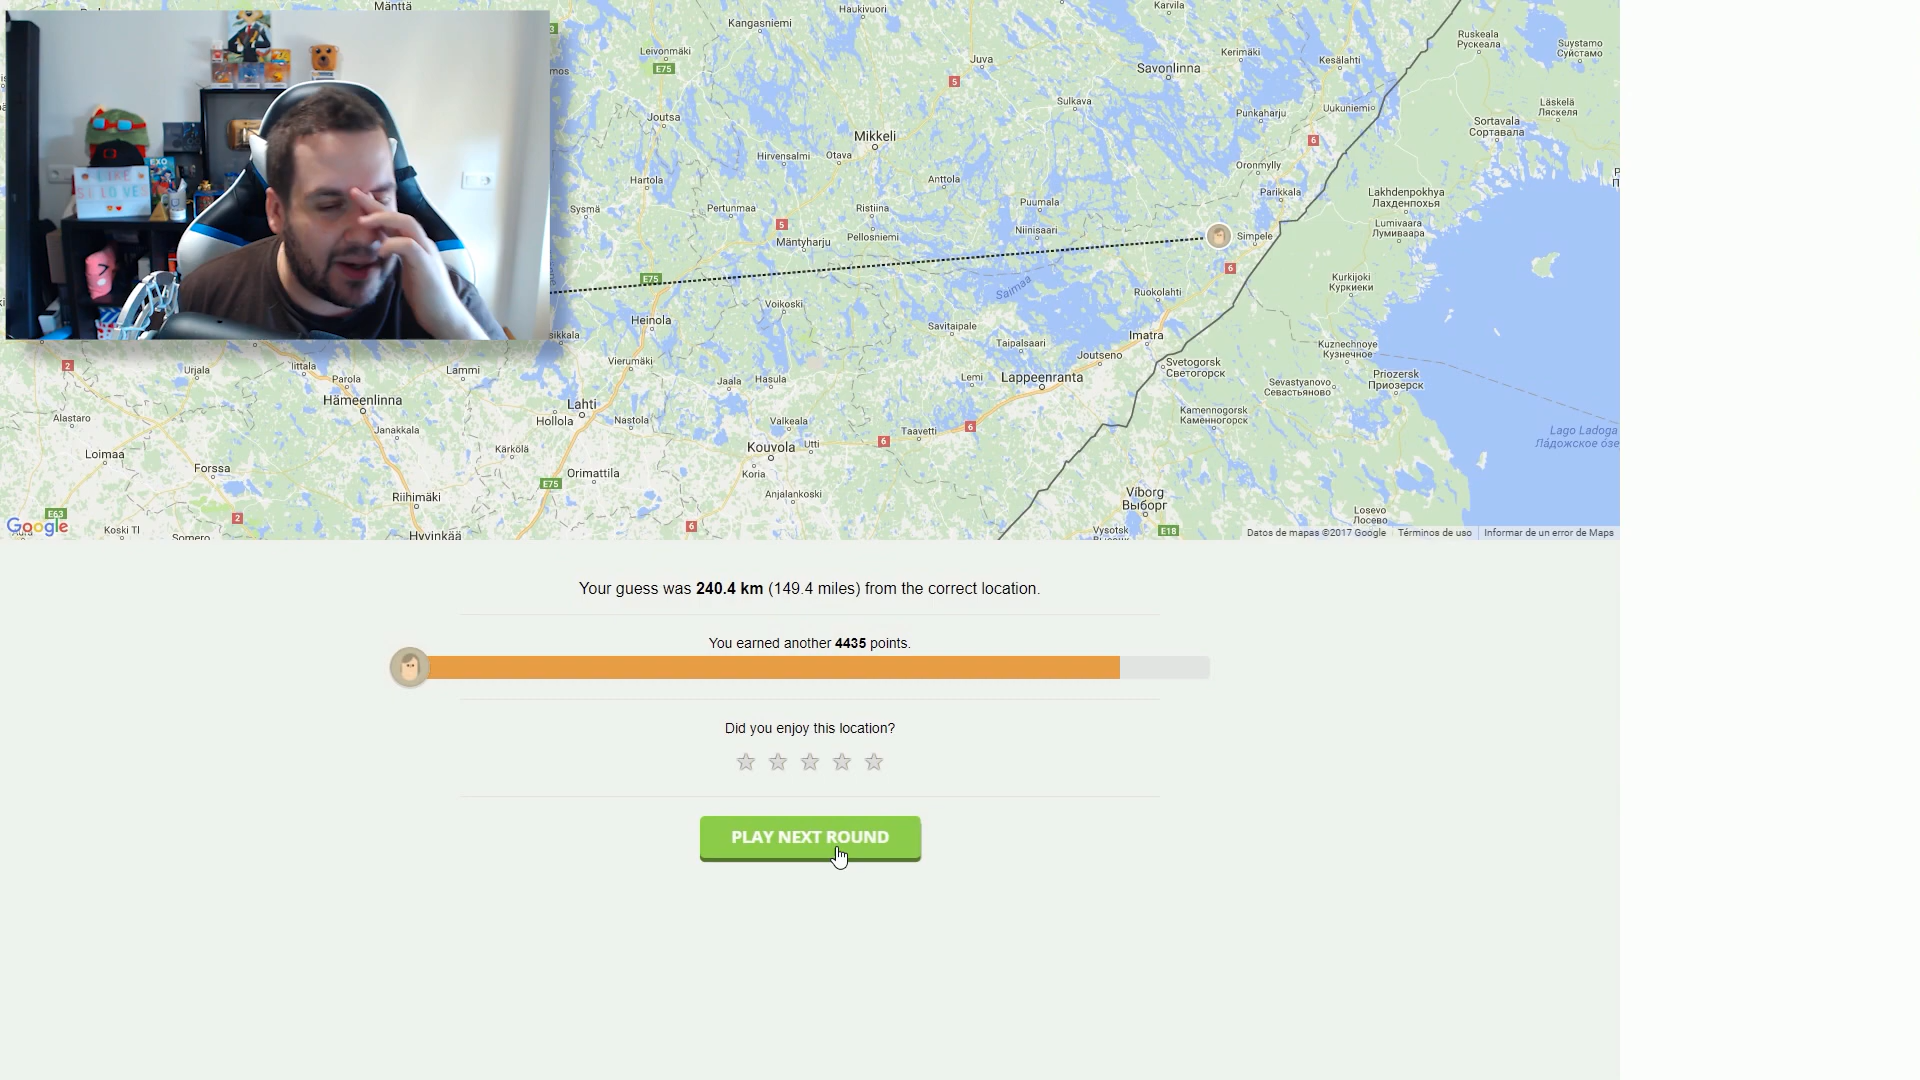 Mänttä
Haukivuori
Karvila
Kangasniemi
Ruskeala
Рускеала
Suystamo
Суйстамо
Leivonmäki
E75
Juva
Savonlinna
Kerimäki
Kesälahti
5
Sulkava
Uukuniemi
Läskelä
Ляскеля
Joutsa
Punkaharju
Sortavala
Сортавала
Mikkeli
6
Hirvensalmi
Otava
Oronmylly
Hartola
Anttola
Parikkala
Lakhdenpokhya
Лахденпохья
Sysmä
Pertunmaa
Ristiina
Puumala
5
Mäntyharju
Pellosniemi
Niinisaari
Simpele
Lumivaara
Лумиваара
E75
6
Kurkijoki
Куркиеки
Saimaa
Ruokolahti
Voikoski
Heinola
Savitaipale
Imatra
Taipalsaari
Kuznechnoye
Кузнечное
Vierumäki
Joutseno
Svetogorsk
Светогорск
2
Urjala
Iittala
Parola
Lammi
Jaala
Hasula
Lemi
Lappeenranta
Sevastyanovo
Севастьяново
Priozersk
Приозерск
Hämeenlinna
Lahti
Hollola
Nastola
Valkeala
Kamennogorsk
Каменногорск
Alastaro
Janakkala
Taavetti
6
6
Lago Ladoga
Loimaa
Kärkölä
Kouvola
Utti
Forssa
Orimattila
Koria
E75
Riihimäki
Anjalankoski
Víborg
Выборг
E63
2
Losevo
Лосево
Google
Koski Tl
Somero
Hyvinkää
6
Vysotsk
E18
Datos de mapas ©2017 Google
Términos de uso
Informar de un error de Maps
Your guess was 240.4 km (149.4 miles) from the correct location.
You earned another 4435 points.
Did you enjoy this location?
PLAY NEXT ROUND